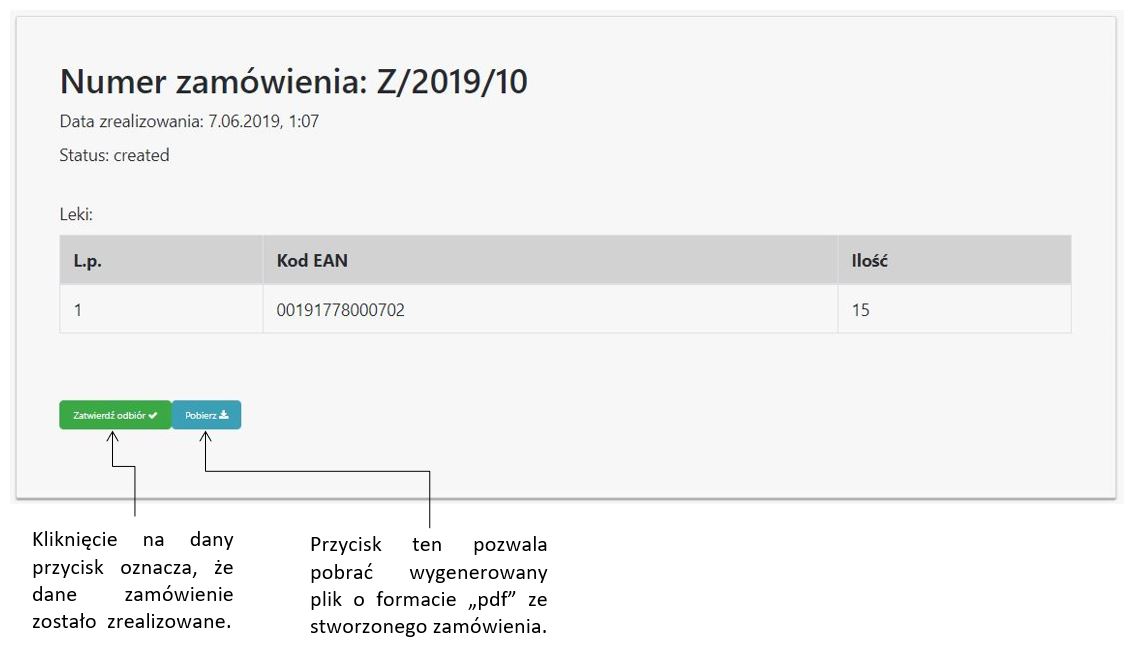 Numer zamówienia: Z/2019/10
Data zrealizowania: 7.06.2019, 1:07
Status: created
Leki:
L.p. Kod EAN Ilość
1 00191778000702 15
Zatwierdź odbiór Pobierz
Kliknięcie na dany
przycisk oznacza, że
dane zamówienie
zostało zrealizowane.
Przycisk ten pozwala
pobrać wygenerowany
plik o formacie „pdf” ze
stworzonego zamówienia.